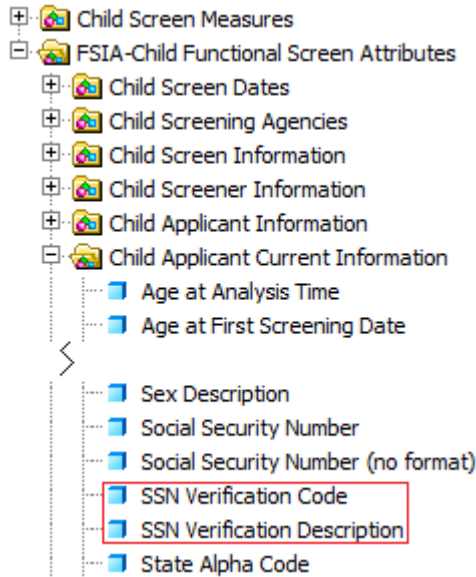 Child Screen Measures
FSIA-Child Functional Screen Attributes
Child Screen Dates
Child Screening Agencies
Child Screen Information
Child Screener Information
Child Applicant Information
Child Applicant Current Information
Age at Analysis Time
Age at First Screening Date
Sex Description
Social Security Number
Social Security Number (no format)
SSN Verification Code
SSN Verification Description
State Alpha Code